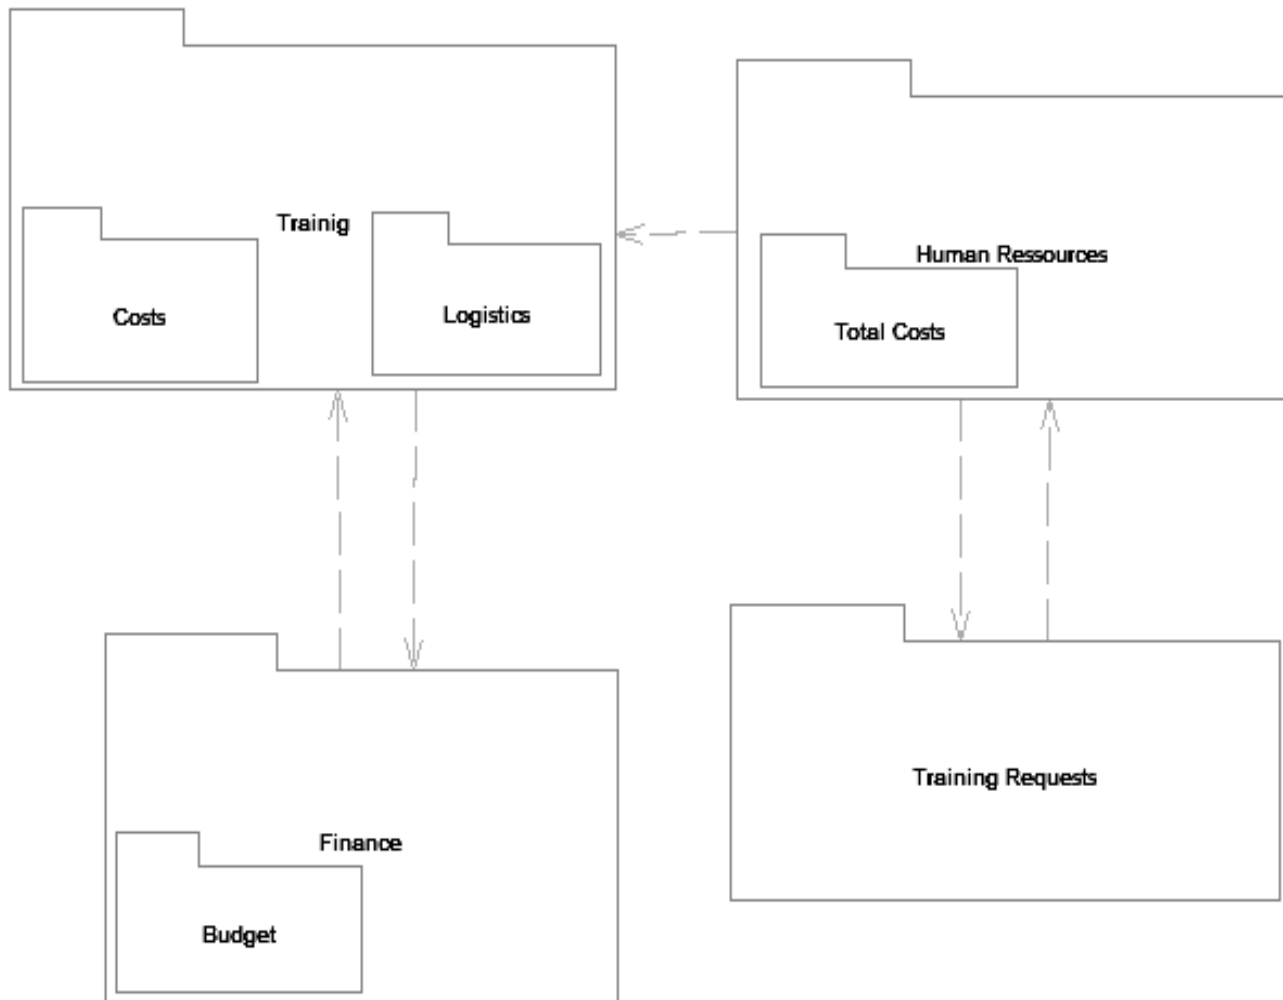 Trainig
Costs
Logistics
Human Ressources
Total Costs
Finance
Budget
Training Requests